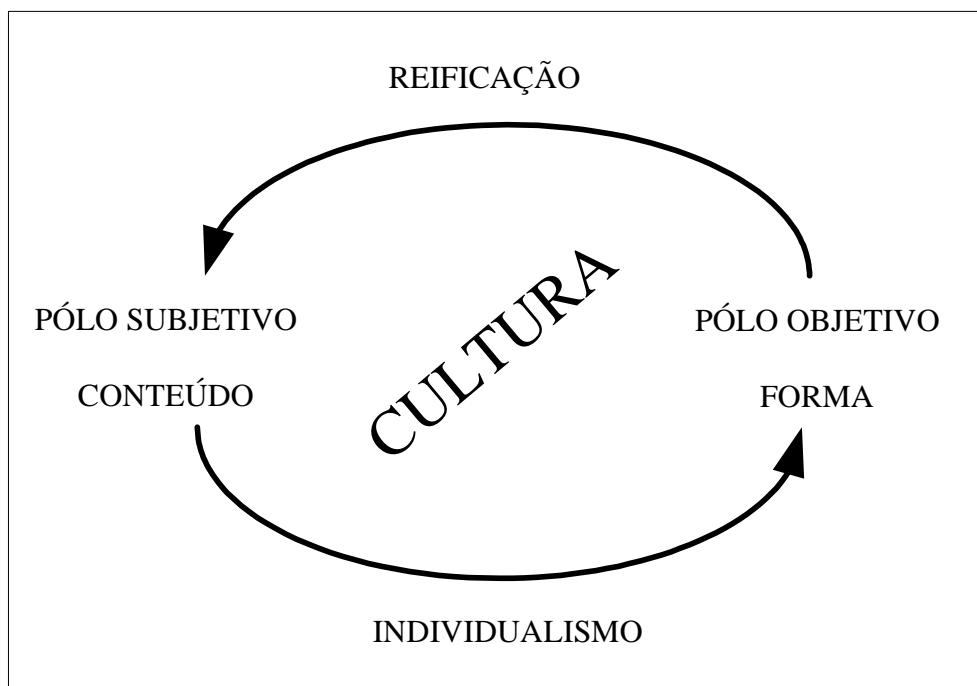 REIFICAÇÃO
PÓLO SUBJETIVO
PÓLO OBJETIVO
CULTURA
CONTEÚDO
FORMA
INDIVIDUALISMO